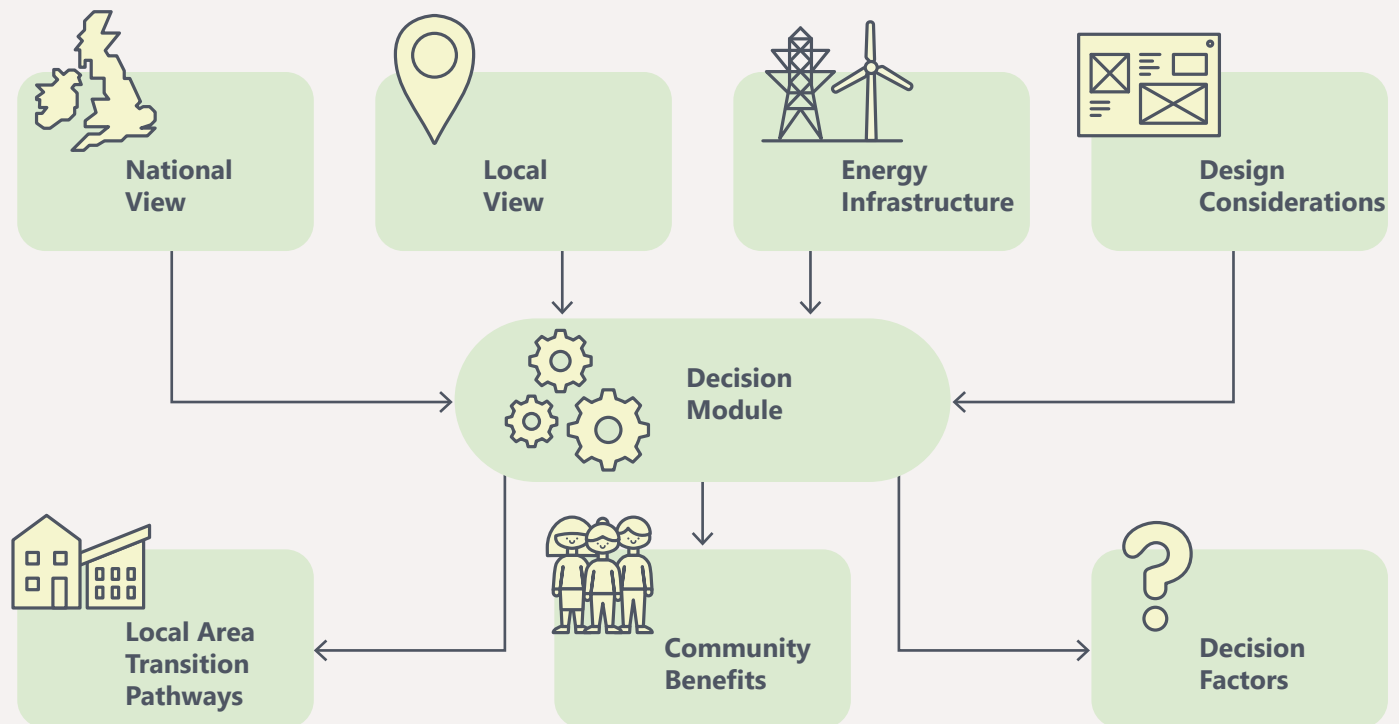 National
View
Local
View
Energy
Infrastructure
Design
Considerations
Decision
Module
Local Area
Transition
Pathways
Community
Benefits
Decision
Factors